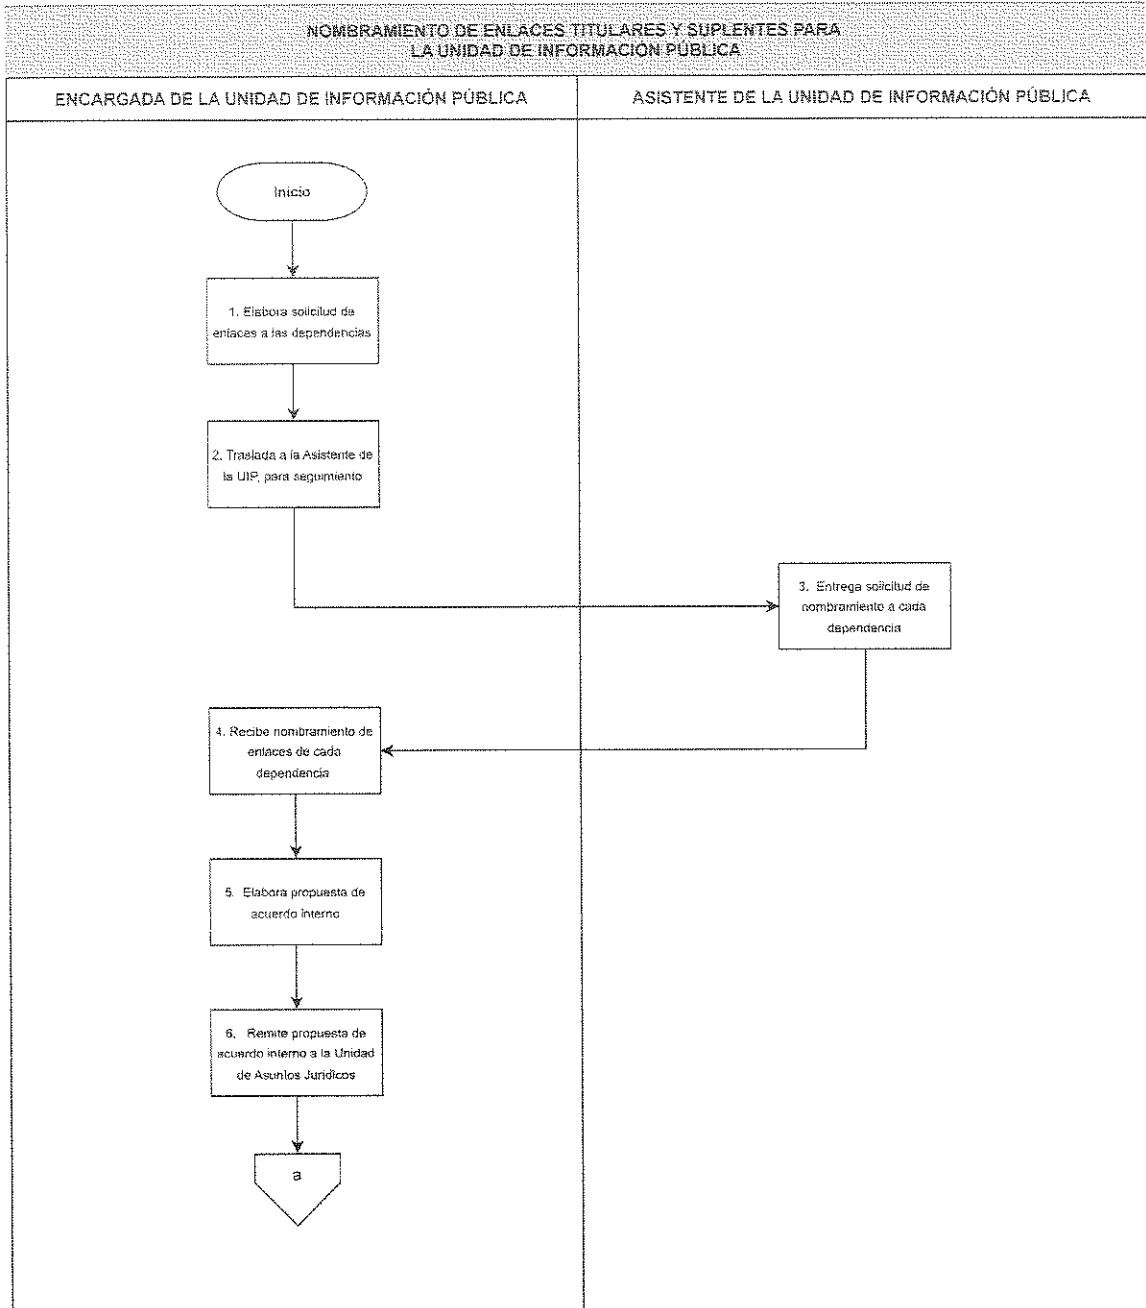 NOMBRAMIENTO DE ENLACES TITULARES Y SUPLENTES PARA
LA UNIDAD DE INFORMACIÓN PÚBLICA
ENCARGADA DE LA UNIDAD DE INFORMACIÓN PÚBLICA
ASISTENTE DE LA UNIDAD DE INFORMACIÓN PÚBLICA
Inicio
1. Elabora solicitud de
enlaces a las dependencias
2. Traslada a la Asistente de
la UIP, para seguimiento
3. Entrega solicitud de
nombramiento a cada
dependencia
4. Recibe nombramiento de
enlaces de cada
dependencia
5. Elabora propuesta de
acuerdo interno
6. Remite propuesta de
acuerdo interno a la Unidad
de Asuntos Jurídicos
a